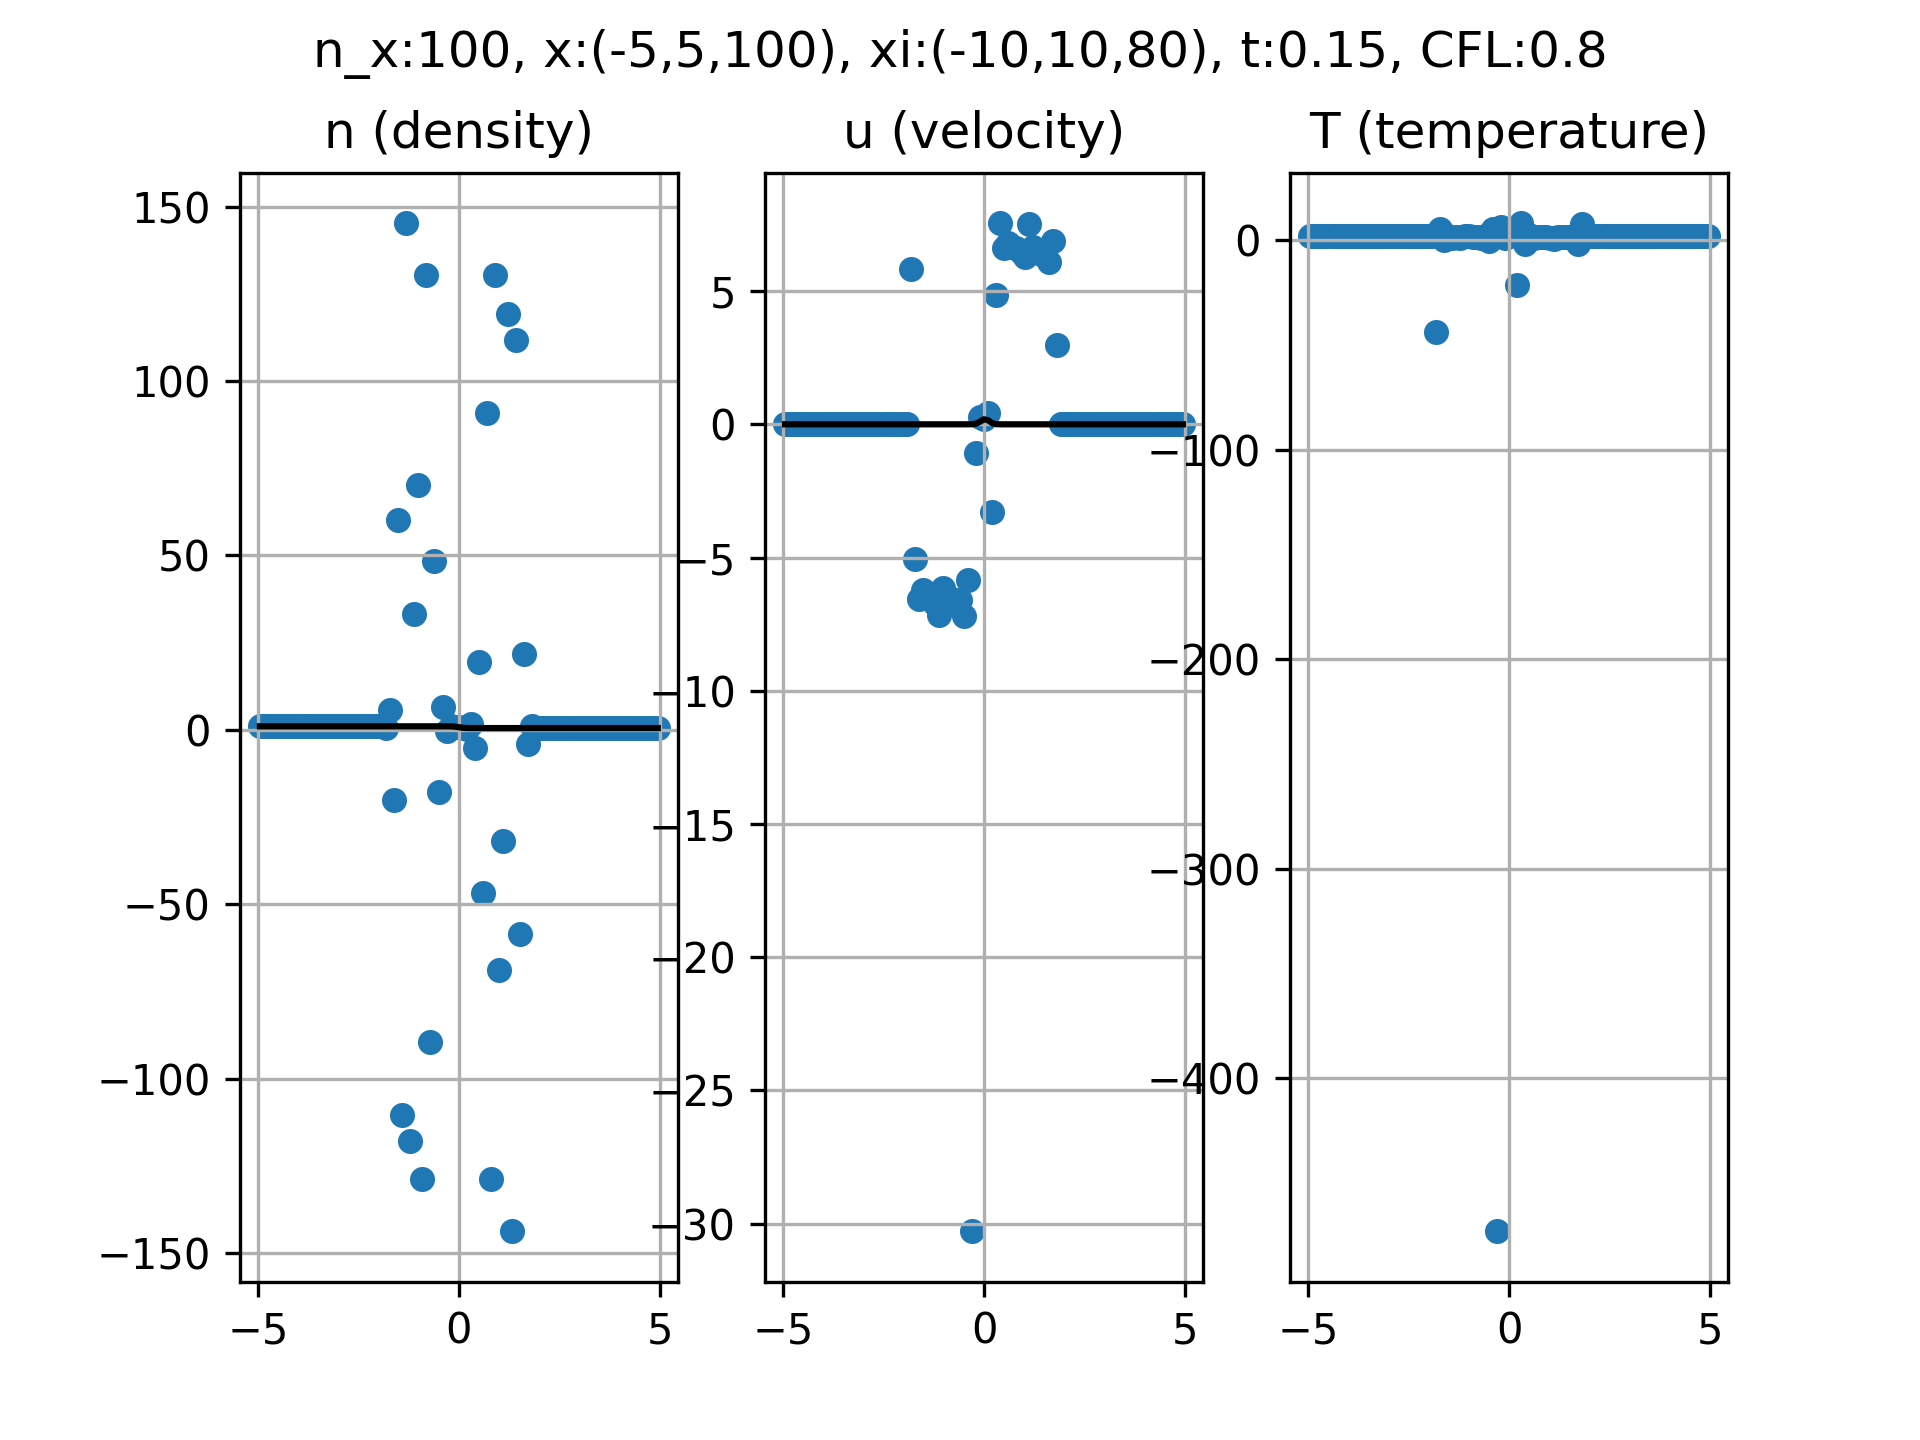 n_x:100, x:(-5,5,100), xi:(-10,10,80), t:0.15, CFL:0.8
n (density)
150
100
50
0
−50
−100
−150
−5 0 5
u (velocity)
5
0
−5
−10
−15
−20
−25
−30
−5 0 5
T (temperature)
0
−100
−200
−300
−400
−5 0 5